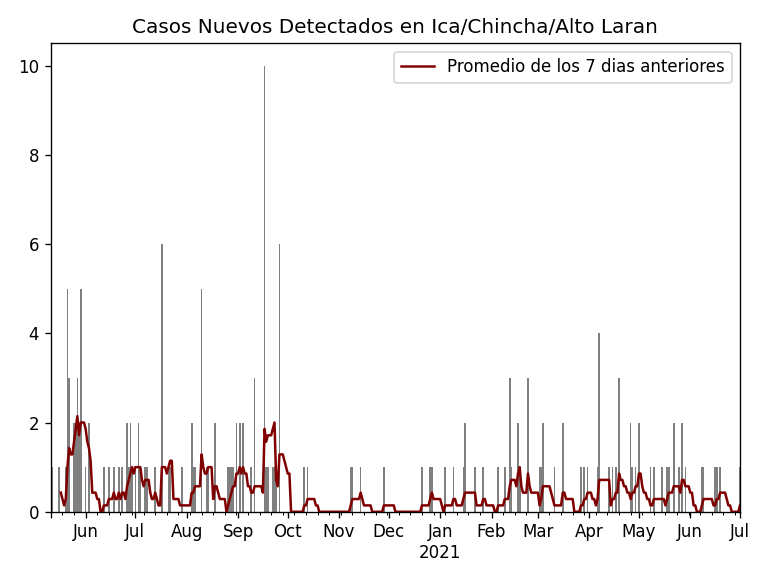 Casos Nuevos Detectados en Ica/Chincha/Alto Laran
Promedio de los 7 dias anteriores
10
8
6
4
2
0
Jun Jul Aug Sep Oct Nov Dec Jan Feb Mar Apr May Jun Jul
2021